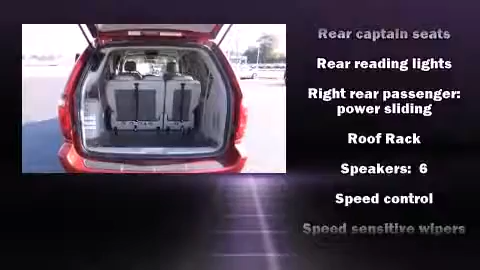 Rear captain seats
Rear reading lights
Right rear passenger:
power sliding
Roof Rack
Speakers: 6
Speed control
Speed sensitive wipers